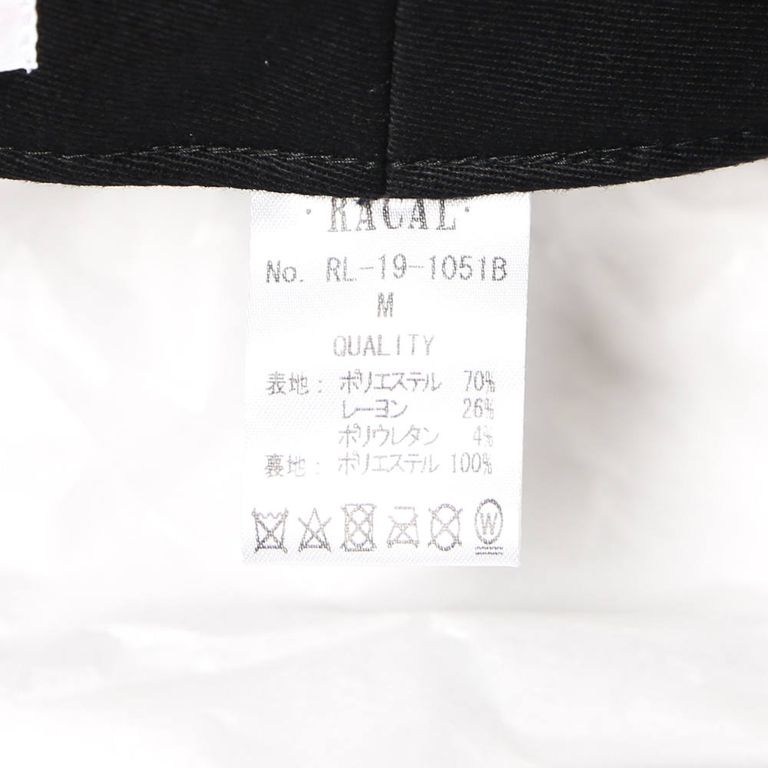 · RACAL ·
No. RL-19-1051B
M
QUALITY
表地: ポリエステル 70%
レーヨン 26%
ポリウレタン 4%
裏地: ポリエステル 100%
W